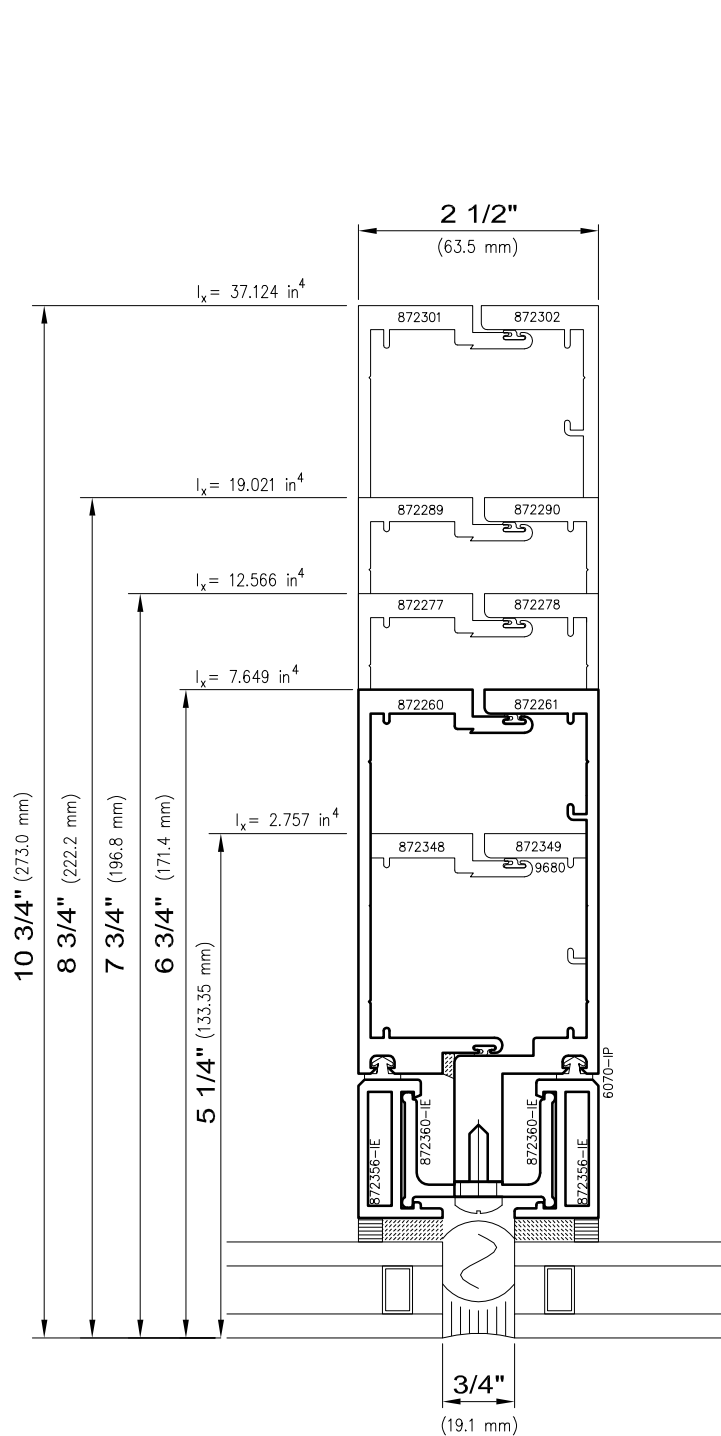 2 1/2"
(63.5 mm)
Ix= 37.124 in4
872301 872302
Ix= 19.021 in4
872289 872290
Ix= 12.566 in4
872277 872278
Ix= 7.649 in4
872260 872261
Ix= 2.757 in4
872348 872349
9680
10 3/4" (273.0 mm)
8 3/4" (222.2 mm)
7 3/4" (196.8 mm)
6 3/4" (171.4 mm)
5 1/4" (133.35 mm)
6070-IP
872360-IE 872360-IE
872356-IE 872356-IE
3/4"
(19.1 mm)